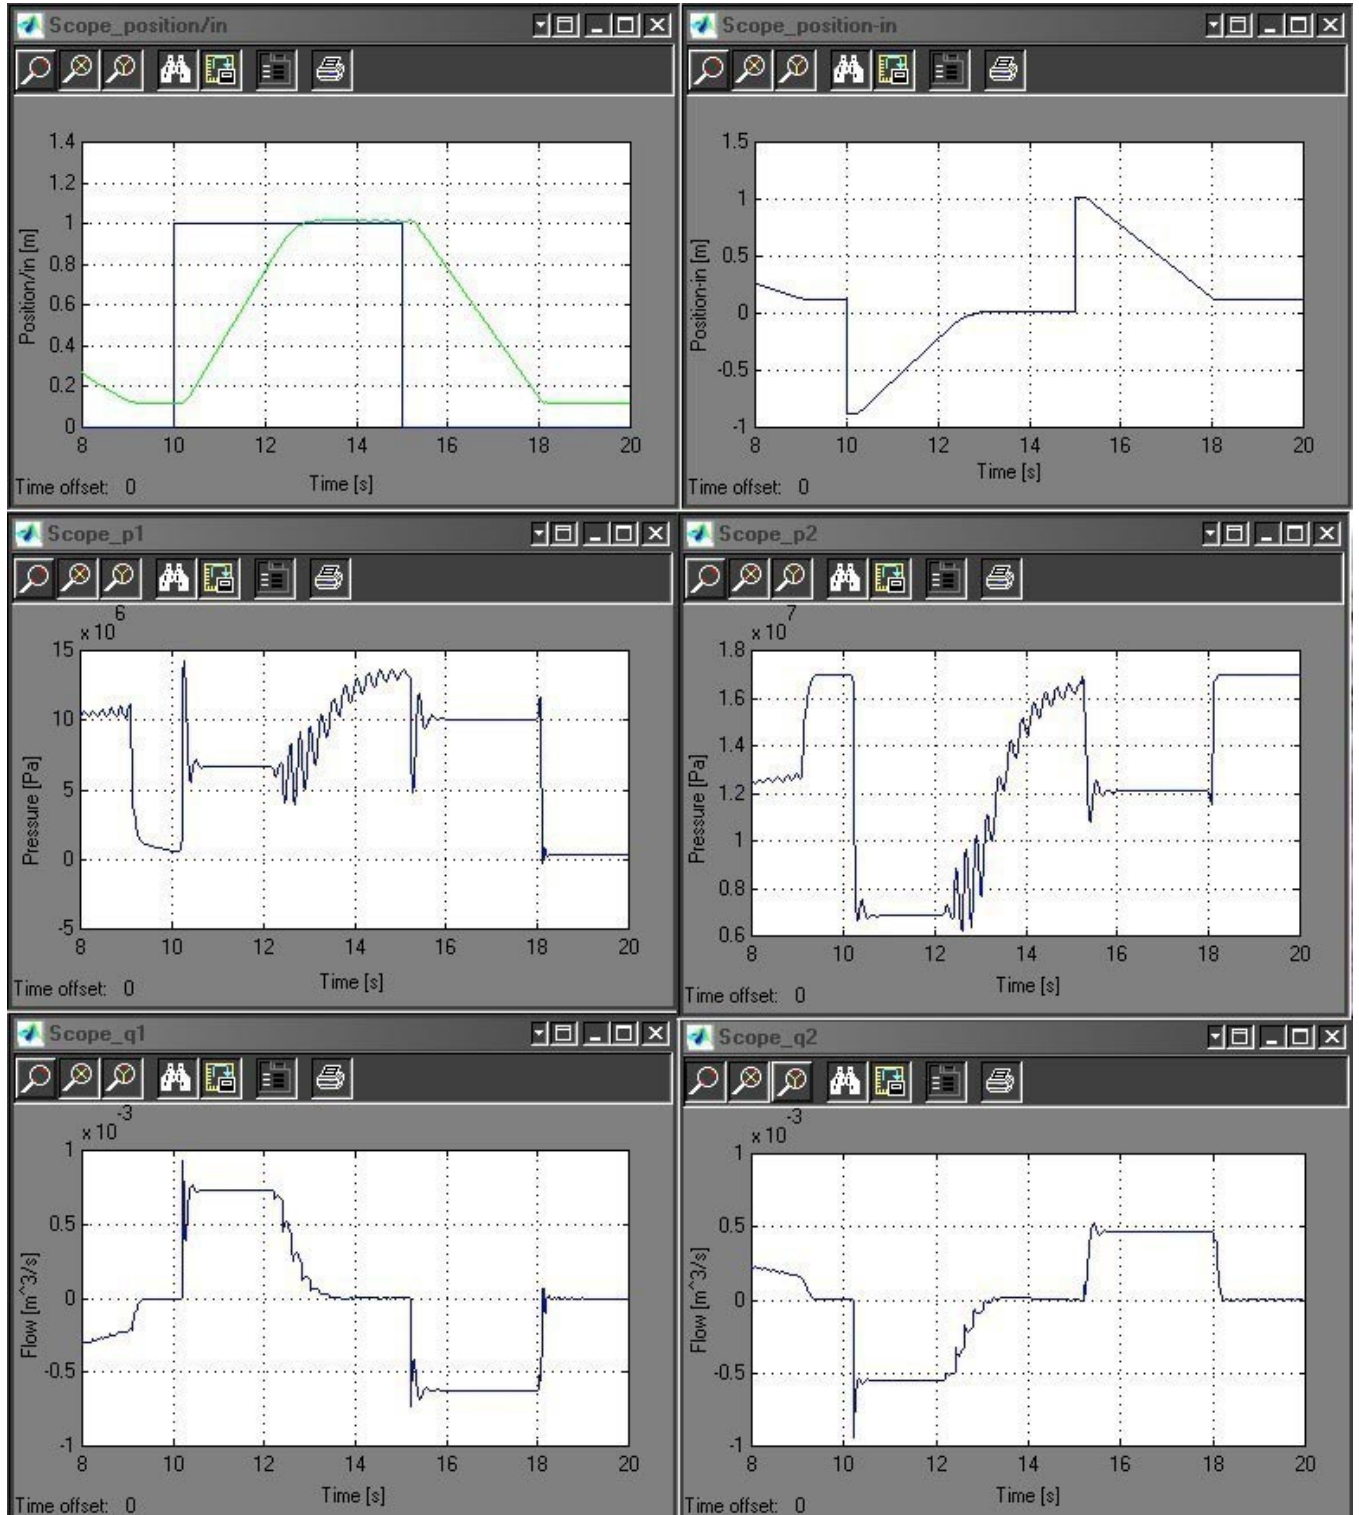 Scope_position/in
1.4
1.2
1
0.8
0.6
0.4
0.2
0
Position/in [m]
8 10 12 14 16 18 20
Time [s]
Time offset: 0
Scope_position-in
1.5
1
0.5
0
-0.5
-1
Position-in [m]
8 10 12 14 16 18 20
Time [s]
Time offset: 0
Scope_p1
x 10 6
15
10
5
0
-5
Pressure [Pa]
8 10 12 14 16 18 20
Time [s]
Time offset: 0
Scope_p2
x 10 7
1.8
1.6
1.4
1.2
1
0.8
0.6
Pressure [Pa]
8 10 12 14 16 18 20
Time [s]
Time offset: 0
Scope_q1
x 10 -3
1
0.5
0
-0.5
-1
Flow [m^3/s]
8 10 12 14 16 18 20
Time [s]
Time offset: 0
Scope_q2
x 10 -3
1
0.5
0
-0.5
-1
Flow [m^3/s]
8 10 12 14 16 18 20
Time [s]
Time offset: 0